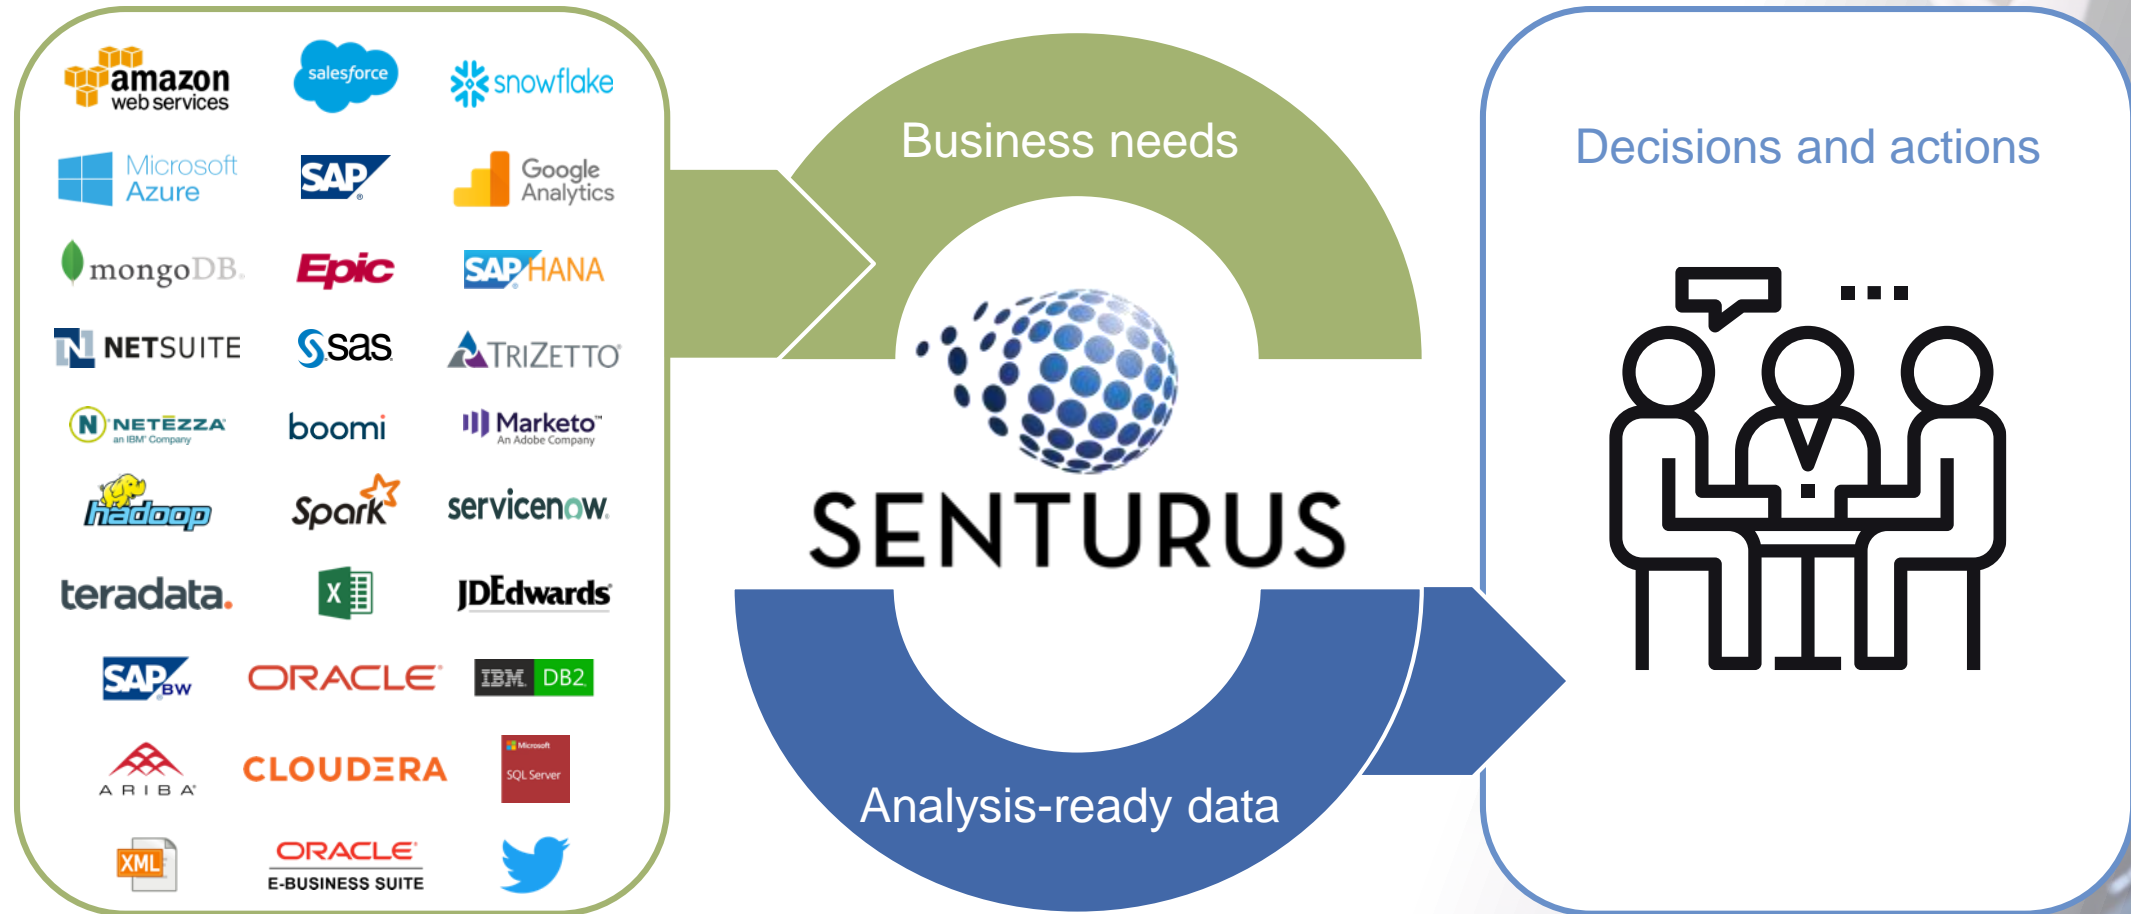 amazon
web services
salesforce
snowflake
Microsoft
Azure
SAP
®
Google
Analytics
mongoDB®
Epic
SAP HANA
®
N NETSUITE
S sas
TRIZETTO®
N NETĒZZA®
an IBM® Company
boomi
Marketo™
An Adobe Company
hadoop
Spark
servicenow
teradata.
X
JDEdwards®
SAP BW
®
ORACLE®
IBM. DB2.
ARIBA®
CLOUDERA
Microsoft
SQL Server
XML
ORACLE®
E-BUSINESS SUITE
Business needs
SENTURUS
Analysis-ready data
Decisions and actions